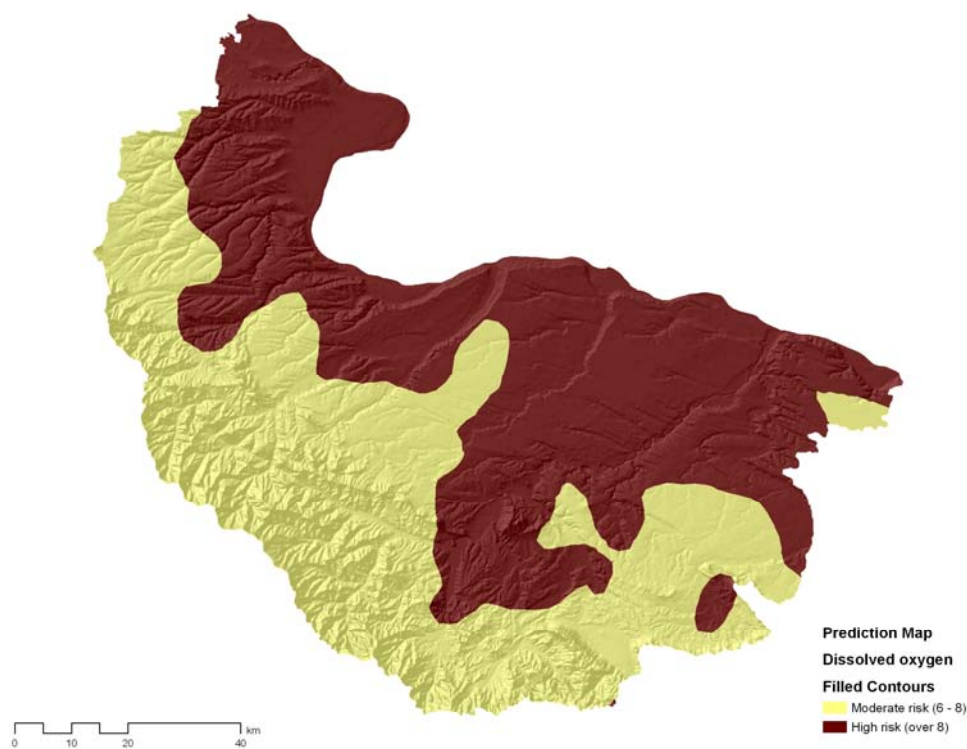 Prediction Map
Dissolved oxygen
Filled Contours
Moderate risk (6 - 8)
High risk (over 8)
km
0 10 20 40